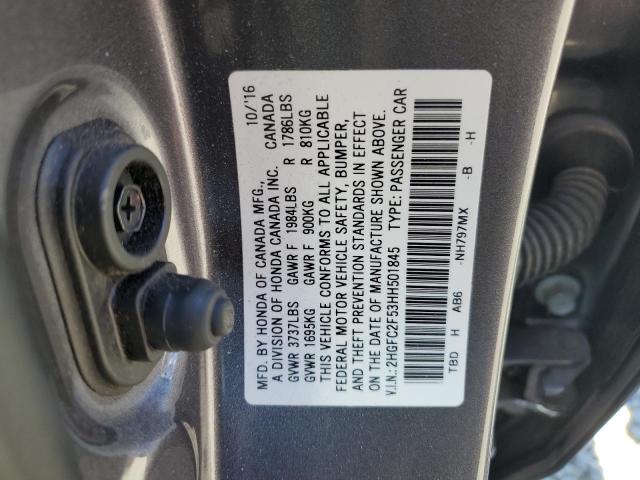 MFD. BY HONDA OF CANADA MFG., 10/'16
A DIVISION OF HONDA CANADA INC. CANADA
GVWR 3737LBS GAWR F 1984LBS R 1786LBS
GVWR 1695KG GAWR F 900KG R 810KG
THIS VEHICLE CONFORMS TO ALL APPLICABLE
FEDERAL MOTOR VEHICLE SAFETY, BUMPER,
AND THEFT PREVENTION STANDARDS IN EFFECT
ON THE DATE OF MANUFACTURE SHOWN ABOVE.
V.I.N.: 2HGFC2F53HH501845 TYPE: PASSENGER CAR
TBD H AB6 -NH797MX -B -H